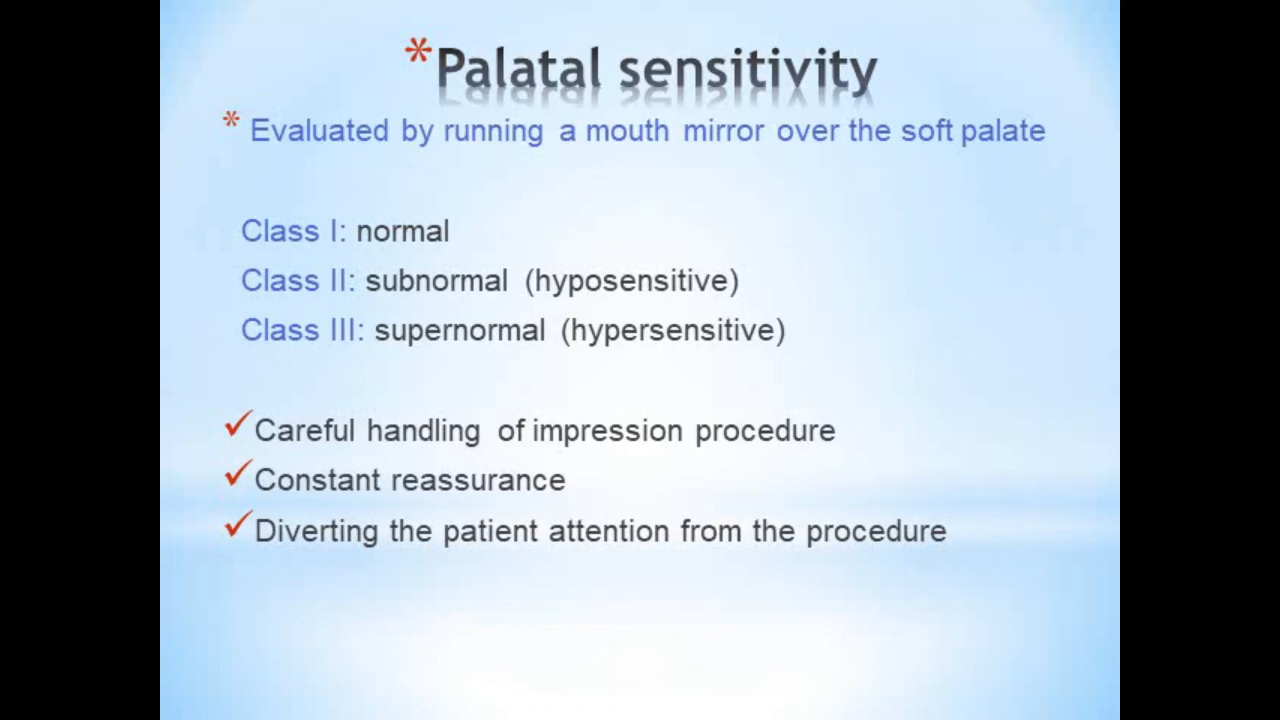 * Palatal sensitivity
* Evaluated by running a mouth mirror over the soft palate
Class I: normal
Class II: subnormal (hyposensitive)
Class III: supernormal (hypersensitive)
✓ Careful handling of impression procedure
✓ Constant reassurance
✓ Diverting the patient attention from the procedure